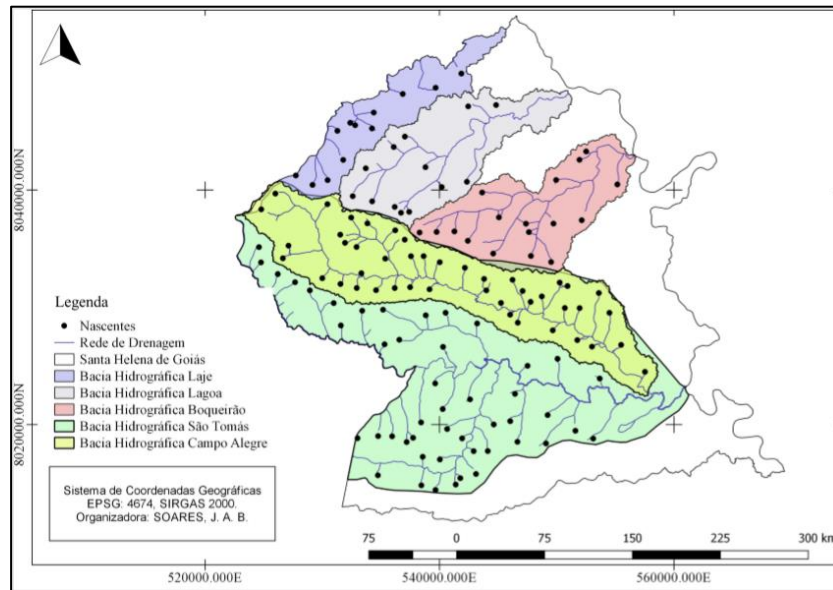 8040000.000N
8020000.000N
Legenda
Nascentes
Rede de Drenagem
Santa Helena de Goiás
Bacia Hidrográfica Laje
Bacia Hidrográfica Lagoa
Bacia Hidrográfica Boqueirão
Bacia Hidrográfica São Tomás
Bacia Hidrográfica Campo Alegre
Sistema de Coordenadas Geográficas
EPSG: 4674, SIRGAS 2000.
Organizadora: SOARES, J. A. B.
75 0 75 150 225 300 km
520000.000E 540000.000E 560000.000E